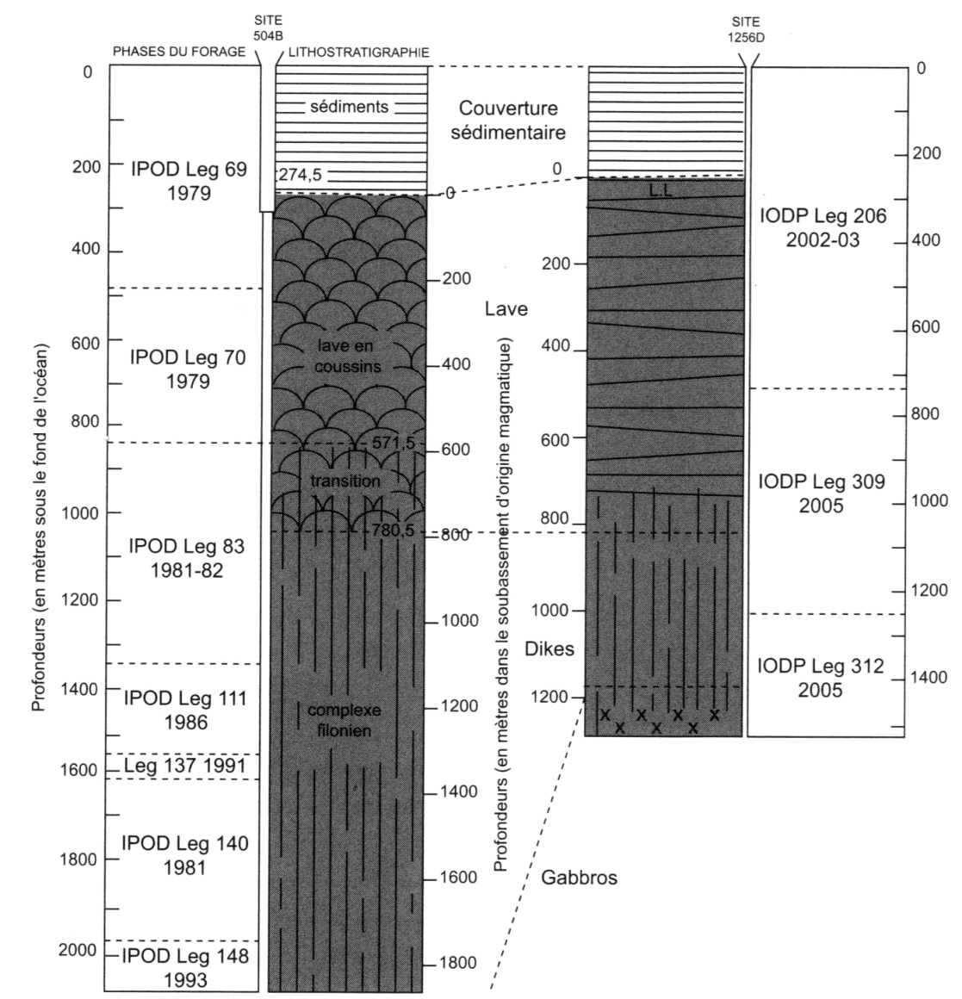 SITE
504B
PHASES DU FORAGE
LITHOSTRATIGRAPHIE
SITE
1256D
0
200
400
600
800
1000
1200
1400
1600
1800
2000
Profondeurs (en mètres sous le fond de l'océan)
IPOD Leg 69
1979
IPOD Leg 70
1979
IPOD Leg 83
1981-82
IPOD Leg 111
1986
Leg 137 1991
IPOD Leg 140
1981
IPOD Leg 148
1993
sédiments
274,5
lave en
coussins
571,5
transition
780,5
complexe
filonien
0
200
400
600
800
1000
1200
1400
1600
1800
Couverture
sédimentaire
Lave
Profondeurs (en mètres dans le soubassement d'origine magmatique)
Dikes
Gabbros
0
200
400
600
800
1000
1200
L.L
X X X X
X X X
IODP Leg 206
2002-03
IODP Leg 309
2005
IODP Leg 312
2005
0
200
400
600
800
1000
1200
1400